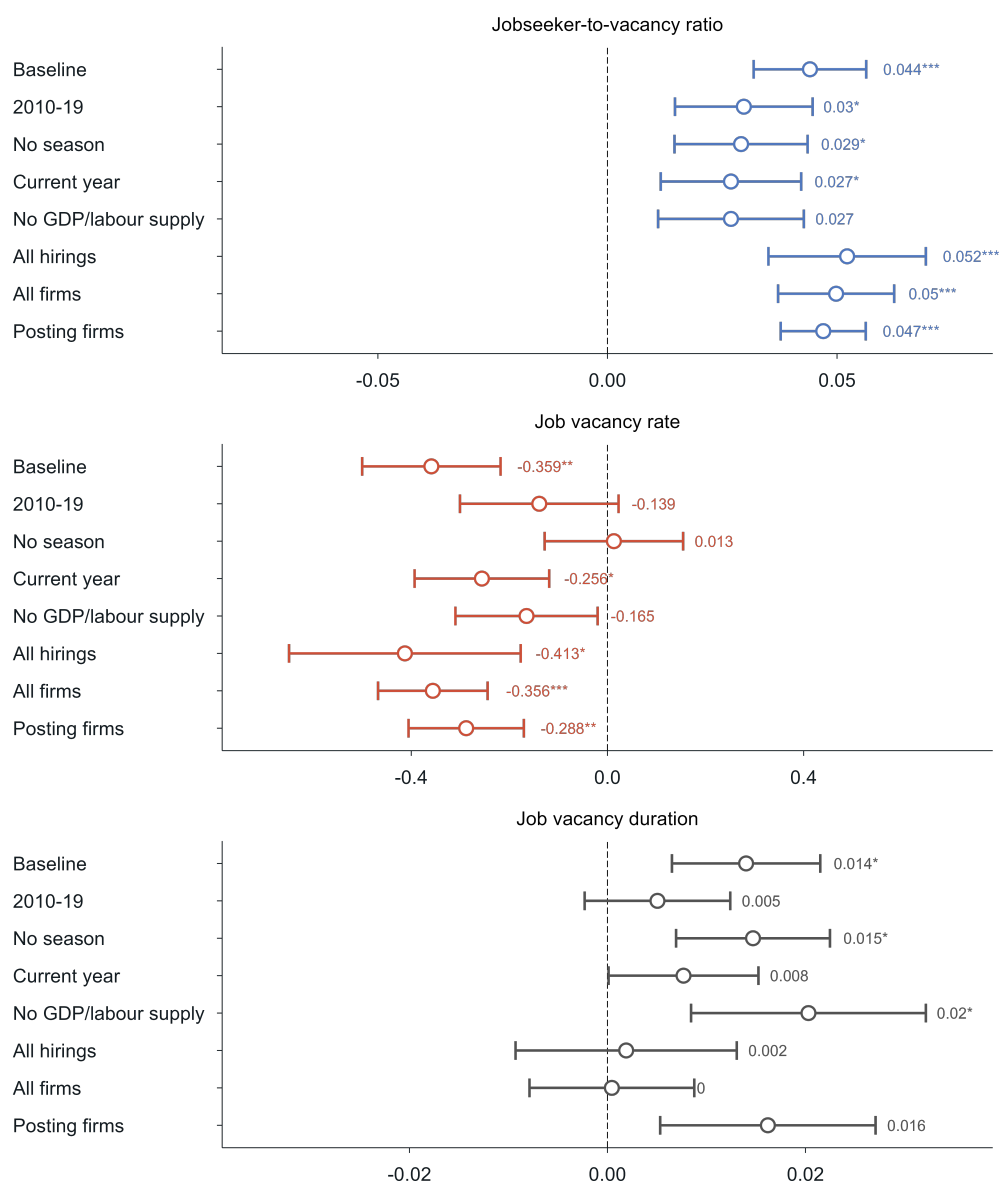 Jobseeker-to-vacancy ratio
Baseline 0.044***
2010-19 0.03*
No season 0.029*
Current year 0.027*
No GDP/labour supply 0.027
All hirings 0.052***
All firms 0.05***
Posting firms 0.047***
-0.05 0.00 0.05
Job vacancy rate
Baseline -0.359**
2010-19 -0.139
No season 0.013
Current year -0.256*
No GDP/labour supply -0.165
All hirings -0.413*
All firms -0.356***
Posting firms -0.288**
-0.4 0.0 0.4
Job vacancy duration
Baseline 0.014*
2010-19 0.005
No season 0.015*
Current year 0.008
No GDP/labour supply 0.02*
All hirings 0.002
All firms 0
Posting firms 0.016
-0.02 0.00 0.02